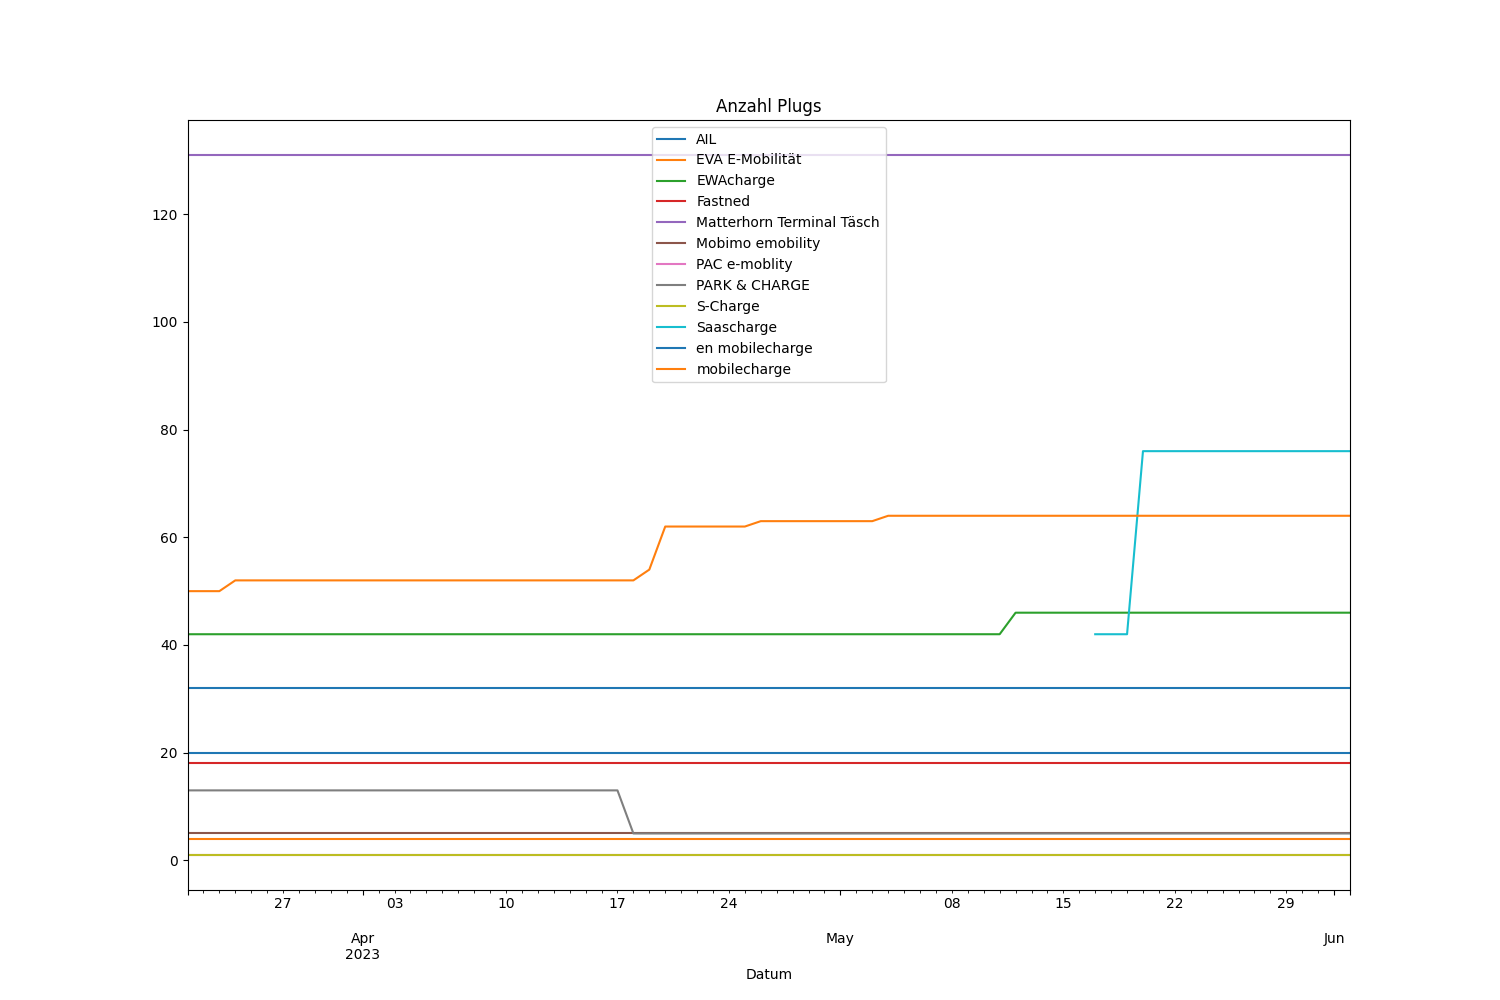 Anzahl Plugs
AIL
EVA E-Mobilität
EWAcharge
Fastned
Matterhorn Terminal Täsch
Mobimo emobility
PAC e-moblity
PARK & CHARGE
S-Charge
Saascharge
en mobilecharge
mobilecharge
120
100
80
60
40
20
0
27 03 10 17 24 08 15 22 29
Apr May Jun
2023
Datum